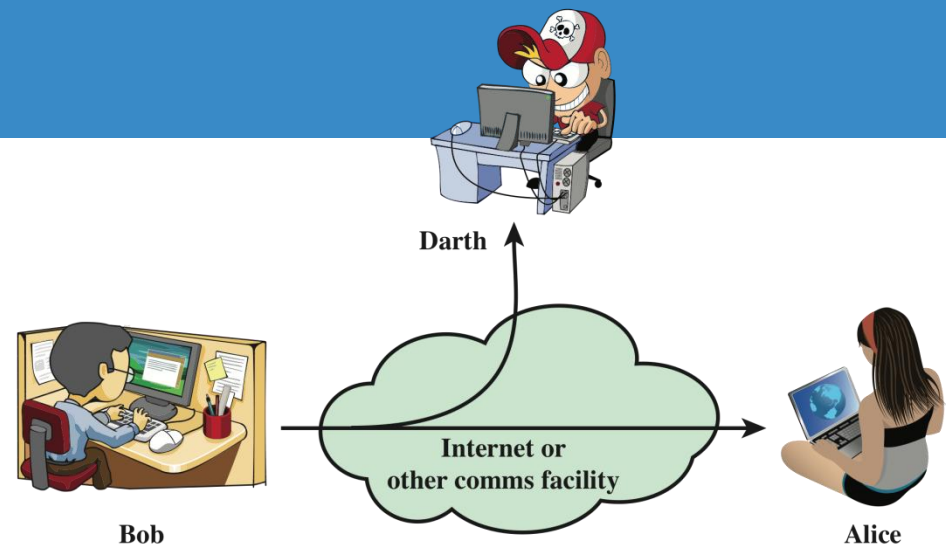 Darth
Internet or
other comms facility
Bob
Alice